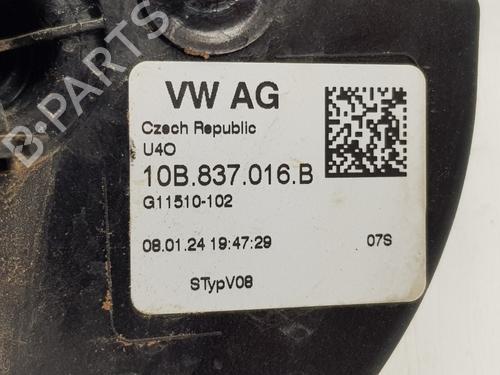 B-PARTS
VW AG
Czech Republic
U4O
10B.837.016.B
G11510-102
08.01.24 19:47:29 07S
STypV08